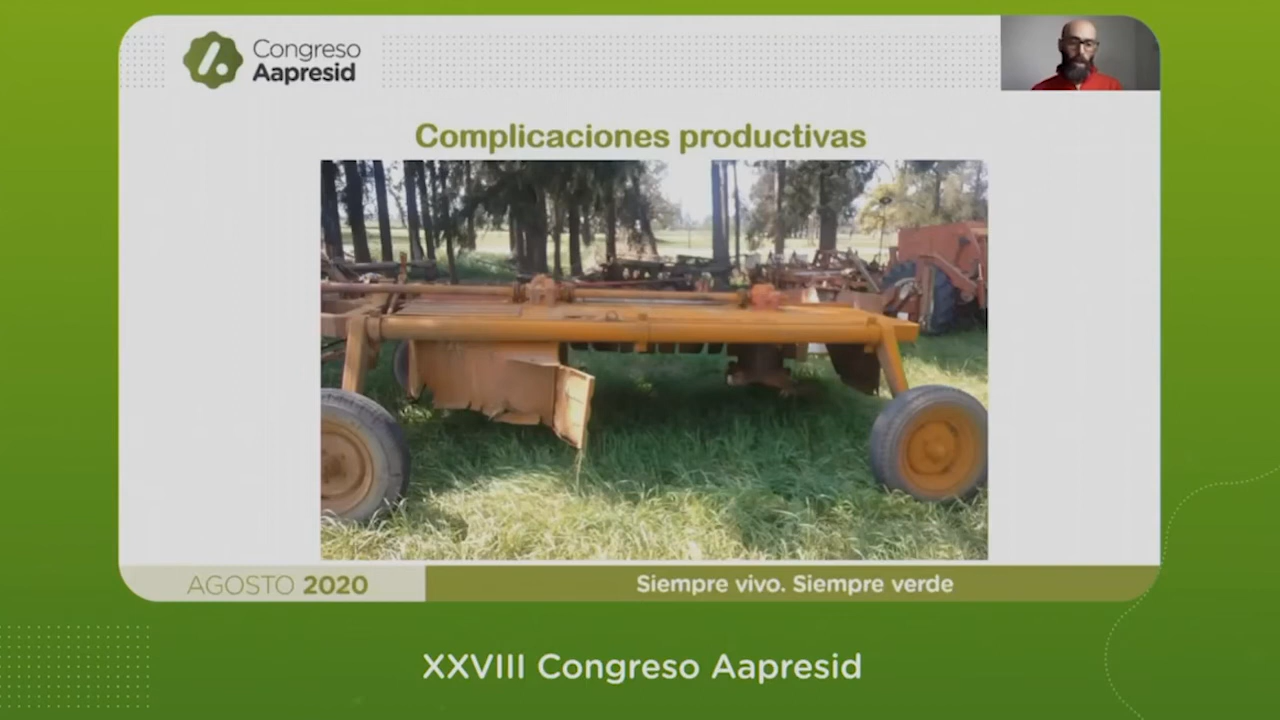 Congreso
Aapresid
Complicaciones productivas
AGOSTO 2020
Siempre vivo. Siempre verde
XXVIII Congreso Aapresid